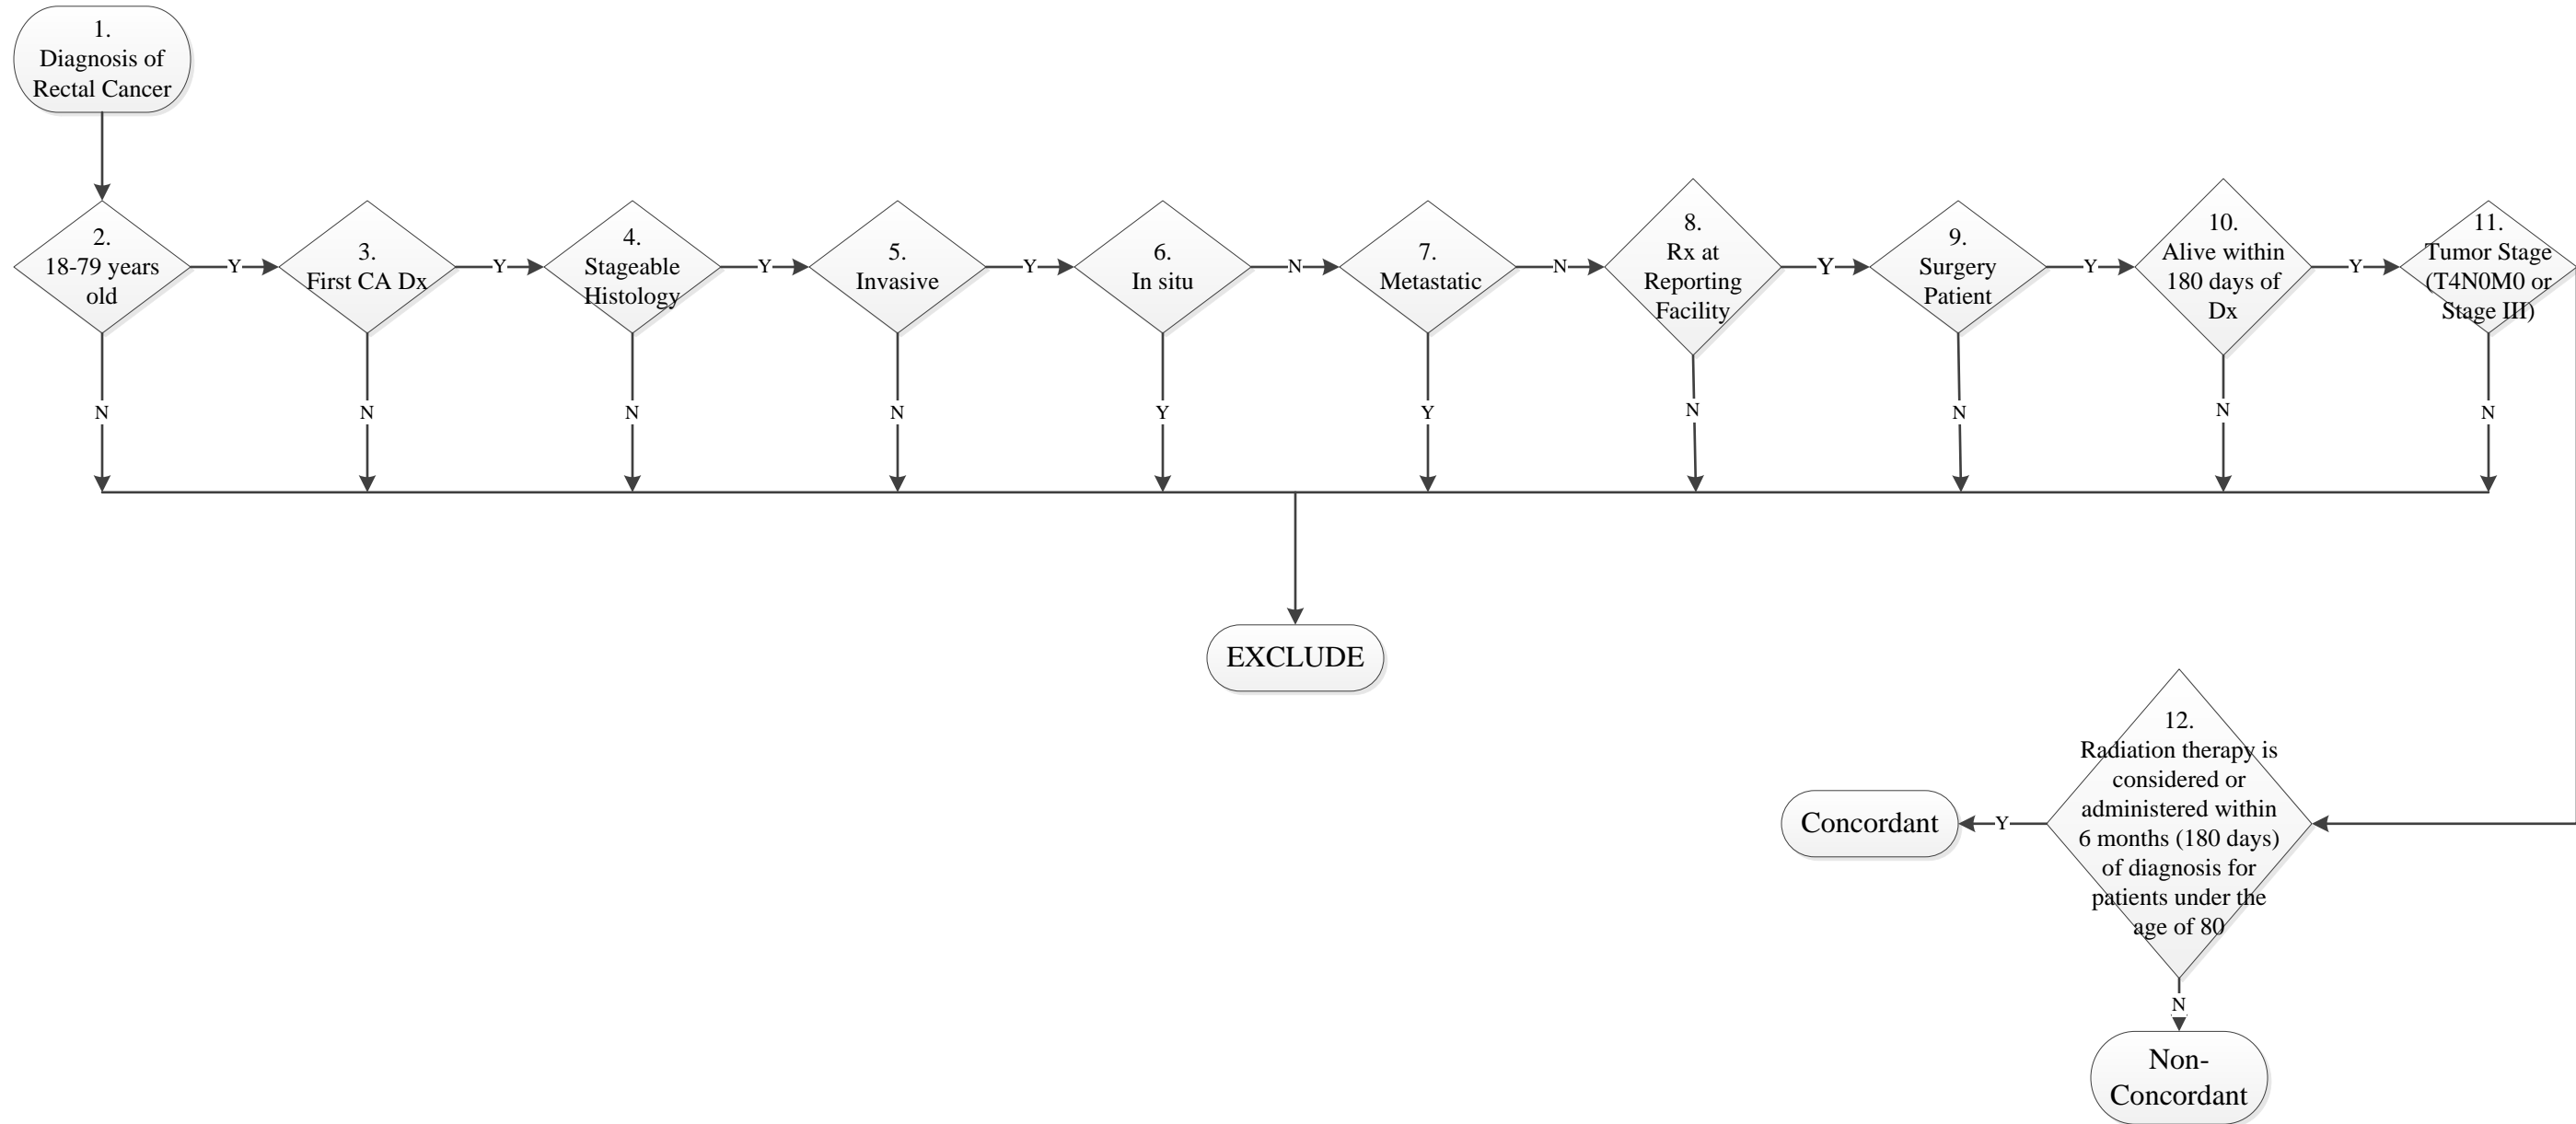 1.
Diagnosis of
Rectal Cancer
2.
18-79 years
old
Y
3.
First CA Dx
Y
4.
Stageable
Histology
Y
5.
Invasive
Y
6.
In situ
N
7.
Metastatic
N
8.
Rx at
Reporting
Facility
Y
9.
Surgery
Patient
Y
10.
Alive within
180 days of
Dx
Y
11.
Tumor Stage
(T4N0M0 or
Stage III)
N
N
N
N
Y
Y
N
N
N
N
EXCLUDE
12.
Radiation therapy is
considered or
administered within
6 months (180 days)
of diagnosis for
patients under the
age of 80
Y
Concordant
N
Non-
Concordant